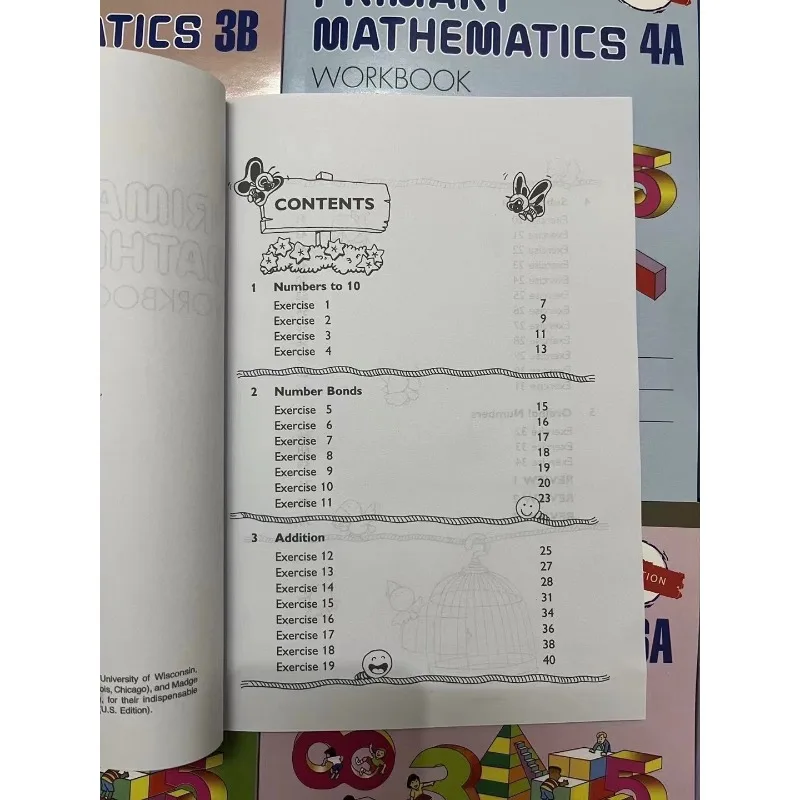 ATICS 3B
PRIMARY
MATHEMATICS 4A
WORKBOOK
CONTENTS
1 Numbers to 10
Exercise 1 7
Exercise 2 9
Exercise 3 11
Exercise 4 13
2 Number Bonds
Exercise 5 15
Exercise 6 16
Exercise 7 17
Exercise 8 18
Exercise 9 19
Exercise 10 20
Exercise 11 23
3 Addition
Exercise 12 25
Exercise 13 27
Exercise 14 28
Exercise 15 31
Exercise 16 34
Exercise 17 36
Exercise 18 38
Exercise 19 40
University of Wisconsin,
ois, Chicago), and Madge
, for their indispensable
(U.S. Edition).
TION
5A